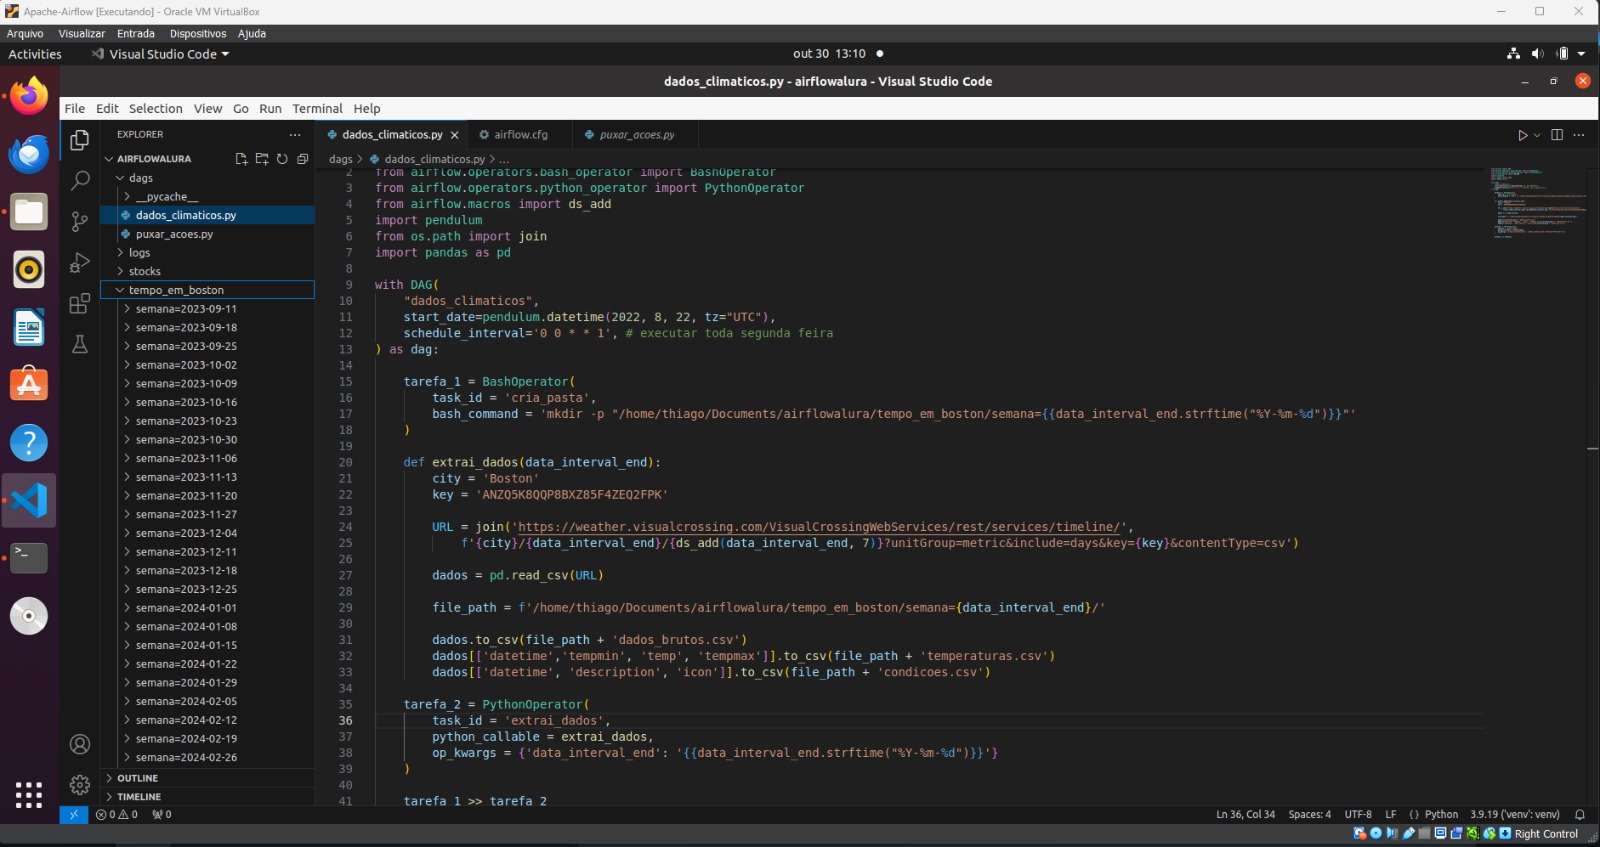 Apache-Airflow [Executando] - Oracle VM VirtualBox
Arquivo Visualizar Entrada Dispositivos Ajuda
Activities Visual Studio Code out 30 13:10
dados_climaticos.py - airflowalura - Visual Studio Code
File Edit Selection View Go Run Terminal Help
EXPLORER
AIRFLOWALURA
dags
__pycache__
dados_climaticos.py
puxar_acoes.py
logs
stocks
tempo_em_boston
semana=2023-09-11
semana=2023-09-18
semana=2023-09-25
semana=2023-10-02
semana=2023-10-09
semana=2023-10-16
semana=2023-10-23
semana=2023-10-30
semana=2023-11-06
semana=2023-11-13
semana=2023-11-20
semana=2023-11-27
semana=2023-12-04
semana=2023-12-11
semana=2023-12-18
semana=2023-12-25
semana=2024-01-01
semana=2024-01-08
semana=2024-01-15
semana=2024-01-22
semana=2024-01-29
semana=2024-02-05
semana=2024-02-12
semana=2024-02-19
semana=2024-02-26
OUTLINE
TIMELINE
dados_climaticos.py airflow.cfg puxar_acoes.py
dags > dados_climaticos.py > ...
2 from airflow.operators.bash_operator import BashOperator
3 from airflow.operators.python_operator import PythonOperator
4 from airflow.macros import ds_add
5 import pendulum
6 from os.path import join
7 import pandas as pd
8
9 with DAG(
10 "dados_climaticos",
11 start_date=pendulum.datetime(2022, 8, 22, tz="UTC"),
12 schedule_interval='0 0 * * 1', # executar toda segunda feira
13 ) as dag:
14
15 tarefa_1 = BashOperator(
16 task_id = 'cria_pasta',
17 bash_command = 'mkdir -p "/home/thiago/Documents/airflowalura/tempo_em_boston/semana={{data_interval_end.strftime("%Y-%m-%d")}}"'
18 )
19
20 def extrai_dados(data_interval_end):
21 city = 'Boston'
22 key = 'ANZQ5K8QQP8BXZ85F4ZEQ2FPK'
23
24 URL = join('https://weather.visualcrossing.com/VisualCrossingWebServices/rest/services/timeline/',
25 f'{city}/{data_interval_end}/{ds_add(data_interval_end, 7)}?unitGroup=metric&include=days&key={key}&contentType=csv')
26
27 dados = pd.read_csv(URL)
28
29 file_path = f'/home/thiago/Documents/airflowalura/tempo_em_boston/semana={data_interval_end}/'
30
31 dados.to_csv(file_path + 'dados_brutos.csv')
32 dados[['datetime','tempmin', 'temp', 'tempmax']].to_csv(file_path + 'temperaturas.csv')
33 dados[['datetime', 'description', 'icon']].to_csv(file_path + 'condicoes.csv')
34
35 tarefa_2 = PythonOperator(
36 task_id = 'extrai_dados',
37 python_callable = extrai_dados,
38 op_kwargs = {'data_interval_end': '{{data_interval_end.strftime("%Y-%m-%d")}}'}
39 )
40
41 tarefa_1 >> tarefa_2
0 0 0 Ln 36, Col 34 Spaces: 4 UTF-8 LF {} Python 3.9.19 ('venv': venv)
Right Control